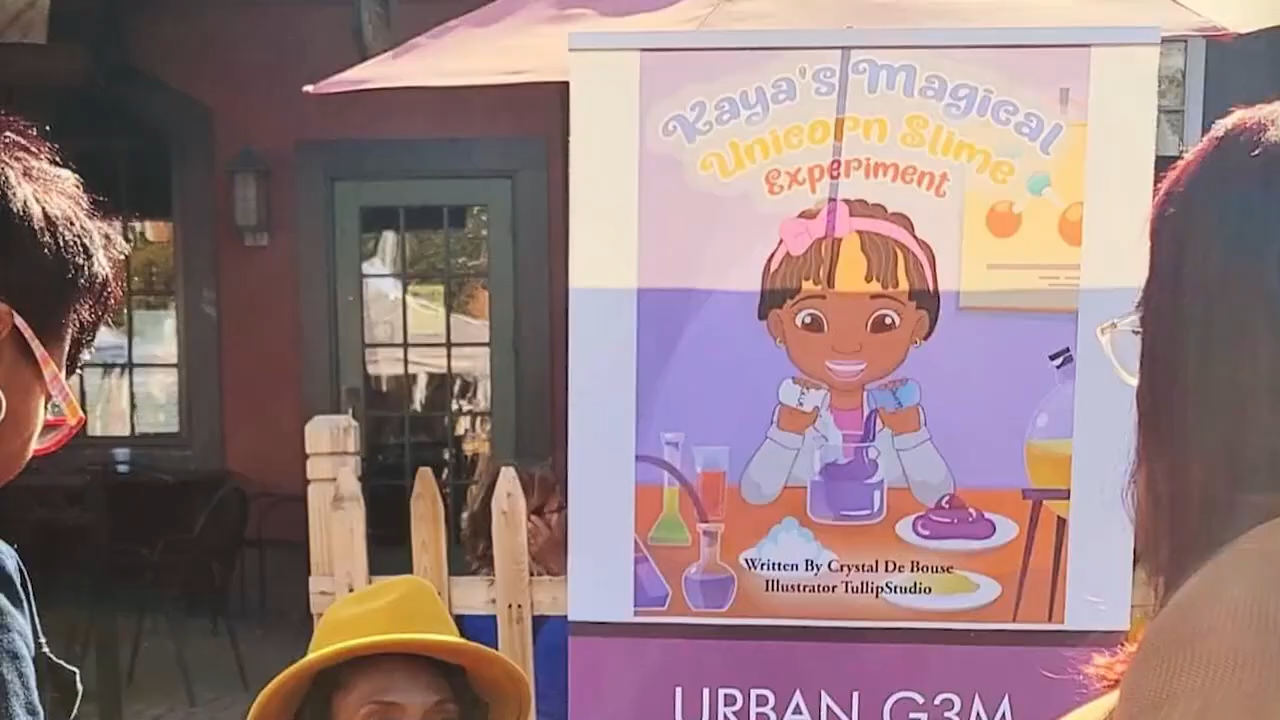 Kaya's Magical
Unicorn Slime
Experiment
Written By Crystal De Bouse
Illustrator TullipStudio
URBAN G3M